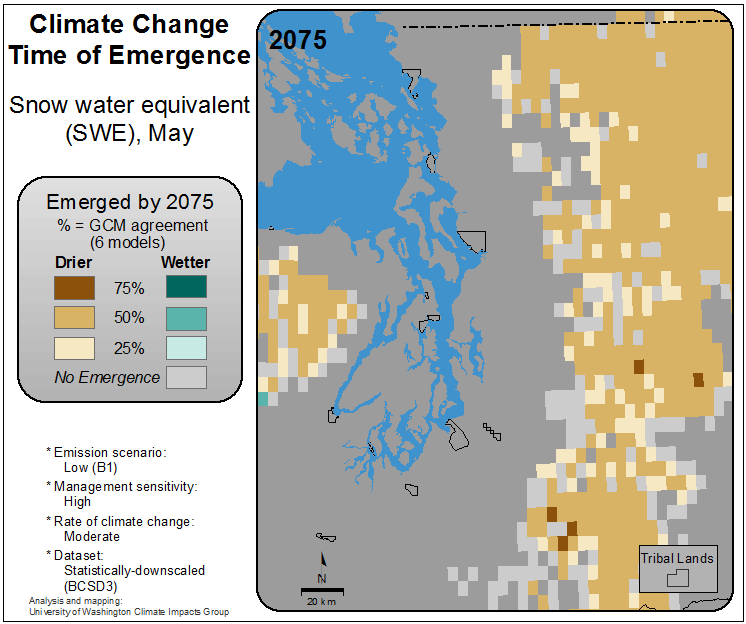 Climate Change
Time of Emergence
Snow water equivalent
(SWE), May
Emerged by 2075
% = GCM agreement
(6 models)
Drier Wetter
75%
50%
25%
No Emergence
* Emission scenario:
Low (B1)
* Management sensitivity:
High
* Rate of climate change:
Moderate
* Dataset:
Statistically-downscaled
(BCSD3)
Analysis and mapping:
University of Washington Climate Impacts Group
2075
N
20 km
Tribal Lands